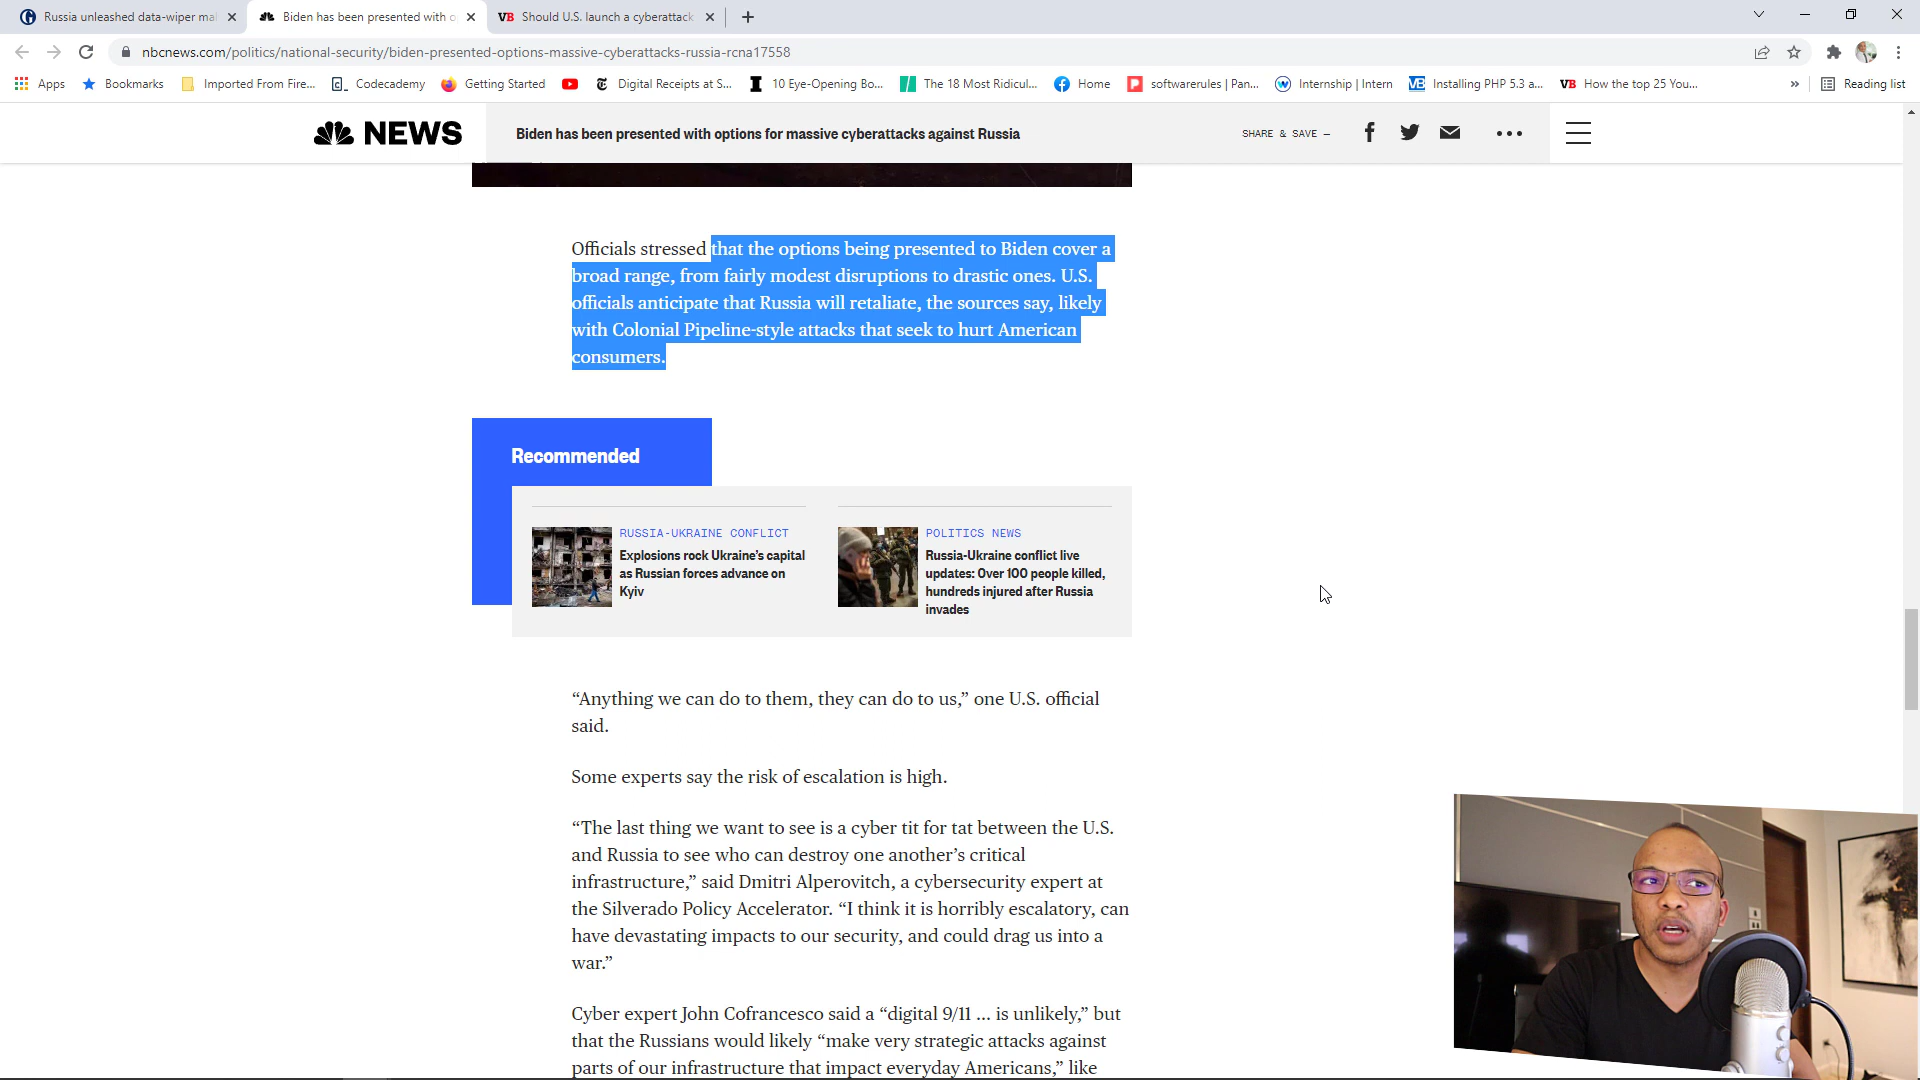 Russia unleashed data-wiper ma
Biden has been presented with o
VB Should U.S. launch a cyberattack
nbcnews.com/politics/national-security/biden-presented-options-massive-cyberattacks-russia-rcna17558
Apps
Bookmarks
Imported From Fire...
Codecademy
Getting Started
Digital Receipts at S...
10 Eye-Opening Bo...
The 18 Most Ridicul...
Home
softwarerules | Pan...
Internship | Intern
VB Installing PHP 5.3 a...
VB How the top 25 You...
»
Reading list
NEWS
Biden has been presented with options for massive cyberattacks against Russia
SHARE & SAVE —
Officials stressed that the options being presented to Biden cover a
broad range, from fairly modest disruptions to drastic ones. U.S.
officials anticipate that Russia will retaliate, the sources say, likely
with Colonial Pipeline-style attacks that seek to hurt American
consumers.
Recommended
RUSSIA-UKRAINE CONFLICT
Explosions rock Ukraine’s capital
as Russian forces advance on
Kyiv
POLITICS NEWS
Russia-Ukraine conflict live
updates: Over 100 people killed,
hundreds injured after Russia
invades
“Anything we can do to them, they can do to us,” one U.S. official
said.
Some experts say the risk of escalation is high.
“The last thing we want to see is a cyber tit for tat between the U.S.
and Russia to see who can destroy one another’s critical
infrastructure,” said Dmitri Alperovitch, a cybersecurity expert at
the Silverado Policy Accelerator. “I think it is horribly escalatory, can
have devastating impacts to our security, and could drag us into a
war.”
Cyber expert John Cofrancesco said a “digital 9/11 ... is unlikely,” but
that the Russians would likely “make very strategic attacks against
parts of our infrastructure that impact everyday Americans,” like